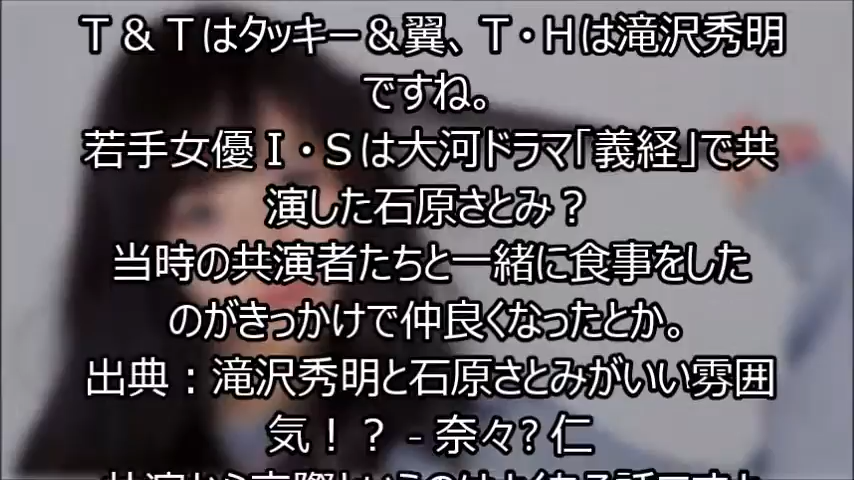 Ｔ＆Ｔはタッキー＆翼、Ｔ・Ｈは滝沢秀明
ですね。
若手女優Ｉ・Ｓは大河ドラマ「義経」で共
演した石原さとみ？
当時の共演者たちと一緒に食事をした
のがきっかけで仲良くなったとか。
出典：滝沢秀明と石原さとみがいい雰囲
気！？ - 奈々? 仁